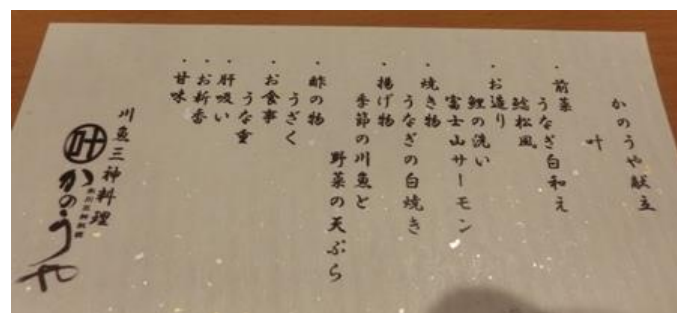 かのうや献立
叶
・前菜
うなぎ白和え
鯰松風
・お造り
鯉の洗い
富士山サーモン
・焼き物
うなぎの白焼き
・揚げ物
季節の川魚と
野菜の天ぷら
・酢の物
うざく
・お食事
うな重
・肝吸い
・お新香
・甘味
川魚三神料理
叶
かのうや